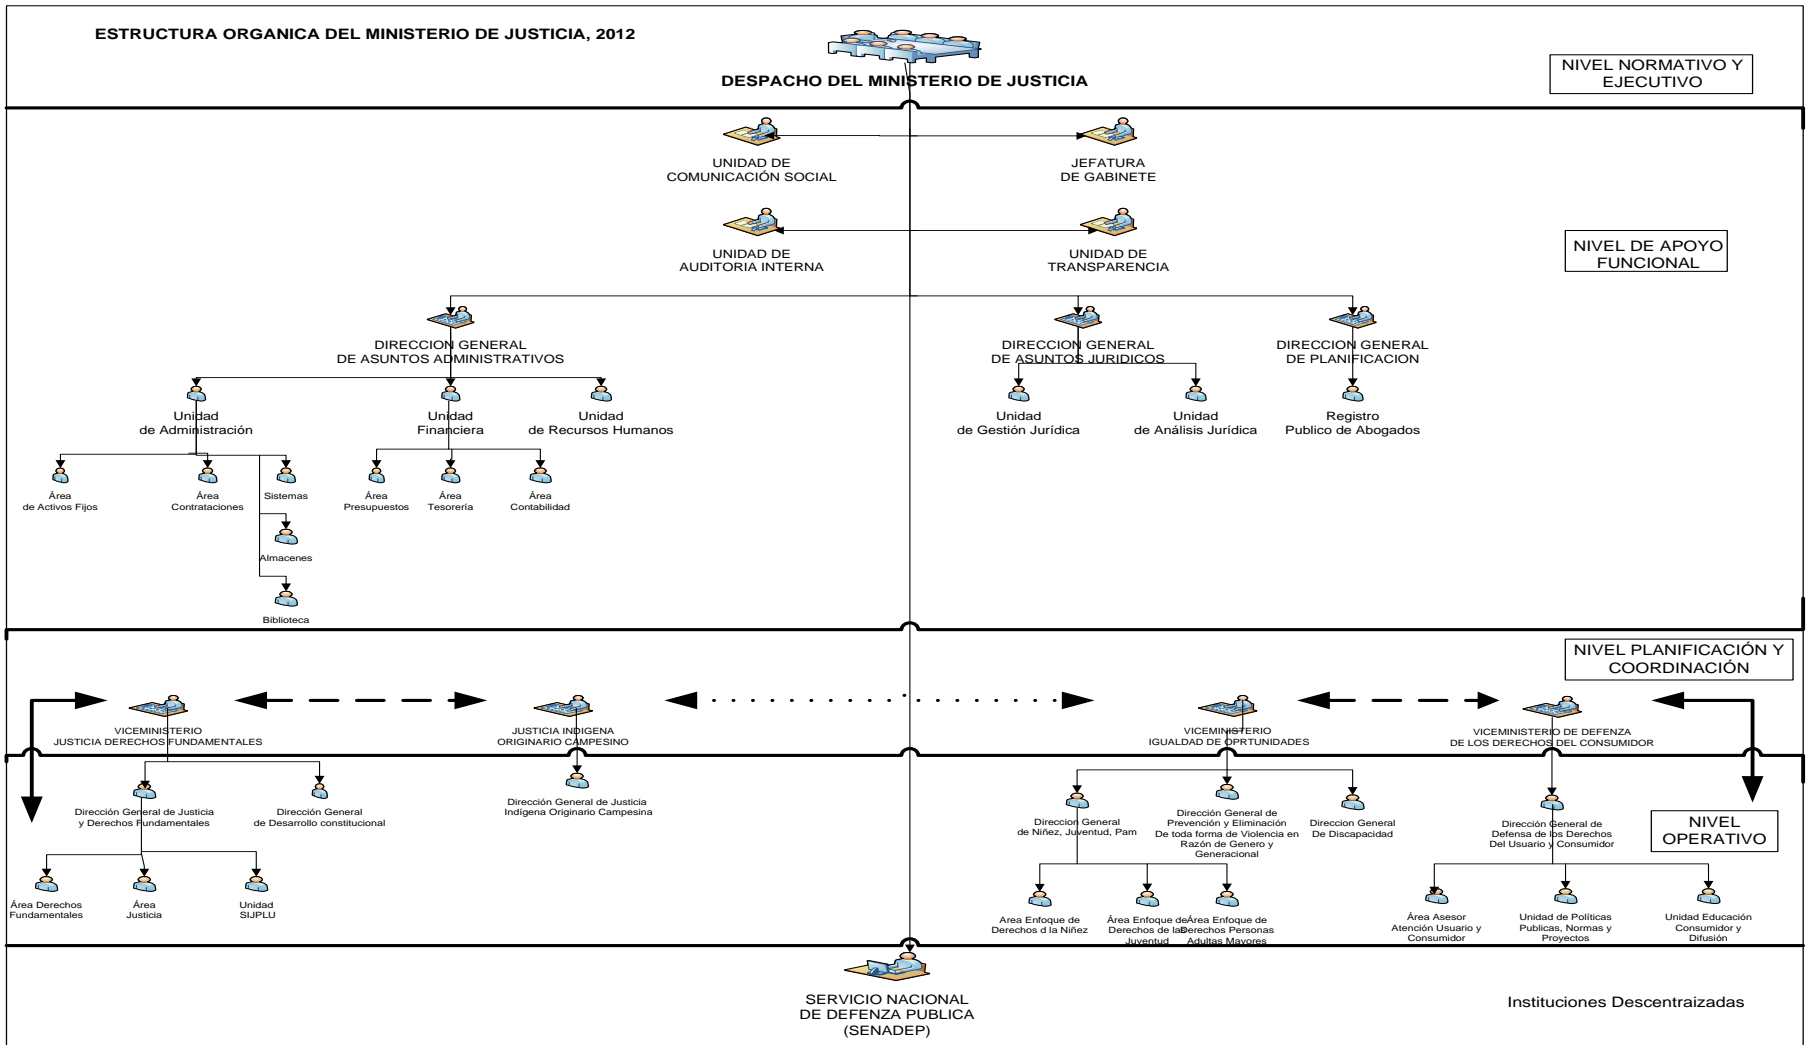 ESTRUCTURA ORGANICA DEL MINISTERIO DE JUSTICIA, 2012
DESPACHO DEL MINISTERIO DE JUSTICIA
NIVEL NORMATIVO Y
EJECUTIVO
UNIDAD DE
COMUNICACIÓN SOCIAL
JEFATURA
DE GABINETE
UNIDAD DE
AUDITORIA INTERNA
UNIDAD DE
TRANSPARENCIA
NIVEL DE APOYO
FUNCIONAL
DIRECCION GENERAL
DE ASUNTOS ADMINISTRATIVOS
DIRECCION GENERAL
DE ASUNTOS JURIDICOS
DIRECCION GENERAL
DE PLANIFICACION
Unidad
de Administración
Unidad
Financiera
Unidad
de Recursos Humanos
Unidad
de Gestión Jurídica
Unidad
de Análisis Jurídica
Registro
Publico de Abogados
Área
de Activos Fijos
Área
Contrataciones
Sistemas
Área
Presupuestos
Área
Tesorería
Área
Contabilidad
Almacenes
Biblioteca
NIVEL PLANIFICACIÓN Y
COORDINACIÓN
VICEMINISTERIO
JUSTICIA DERECHOS FUNDAMENTALES
JUSTICIA INDIGENA
ORIGINARIO CAMPESINO
VICEMINISTERIO
IGUALDAD DE OPRTUNIDADES
VICEMINISTERIO DE DEFENZA
DE LOS DERECHOS DEL CONSUMIDOR
Dirección General de Justicia
y Derechos Fundamentales
Dirección General
de Desarrollo constitucional
Dirección General de Justicia
Indígena Originario Campesina
Direccion General
de Niñez, Juventud, Pam
Dirección General de
Prevención y Eliminación
De toda forma de Violencia en
Razón de Genero y
Generacional
Direccion General
De Discapacidad
Dirección General de
Defensa de los Derechos
Del Usuario y Consumidor
NIVEL
OPERATIVO
Área Derechos
Fundamentales
Área
Justicia
Unidad
SIJPLU
Area Enfoque de
Derechos d la Niñez
Área Enfoque de
Derechos de la
Juventud
Área Enfoque de
Derechos Personas
Adultas Mayores
Área Asesor
Atención Usuario y
Consumidor
Unidad de Políticas
Publicas, Normas y
Proyectos
Unidad Educación
Consumidor y
Difusión
SERVICIO NACIONAL
DE DEFENZA PUBLICA
(SENADEP)
Instituciones Descentraizadas